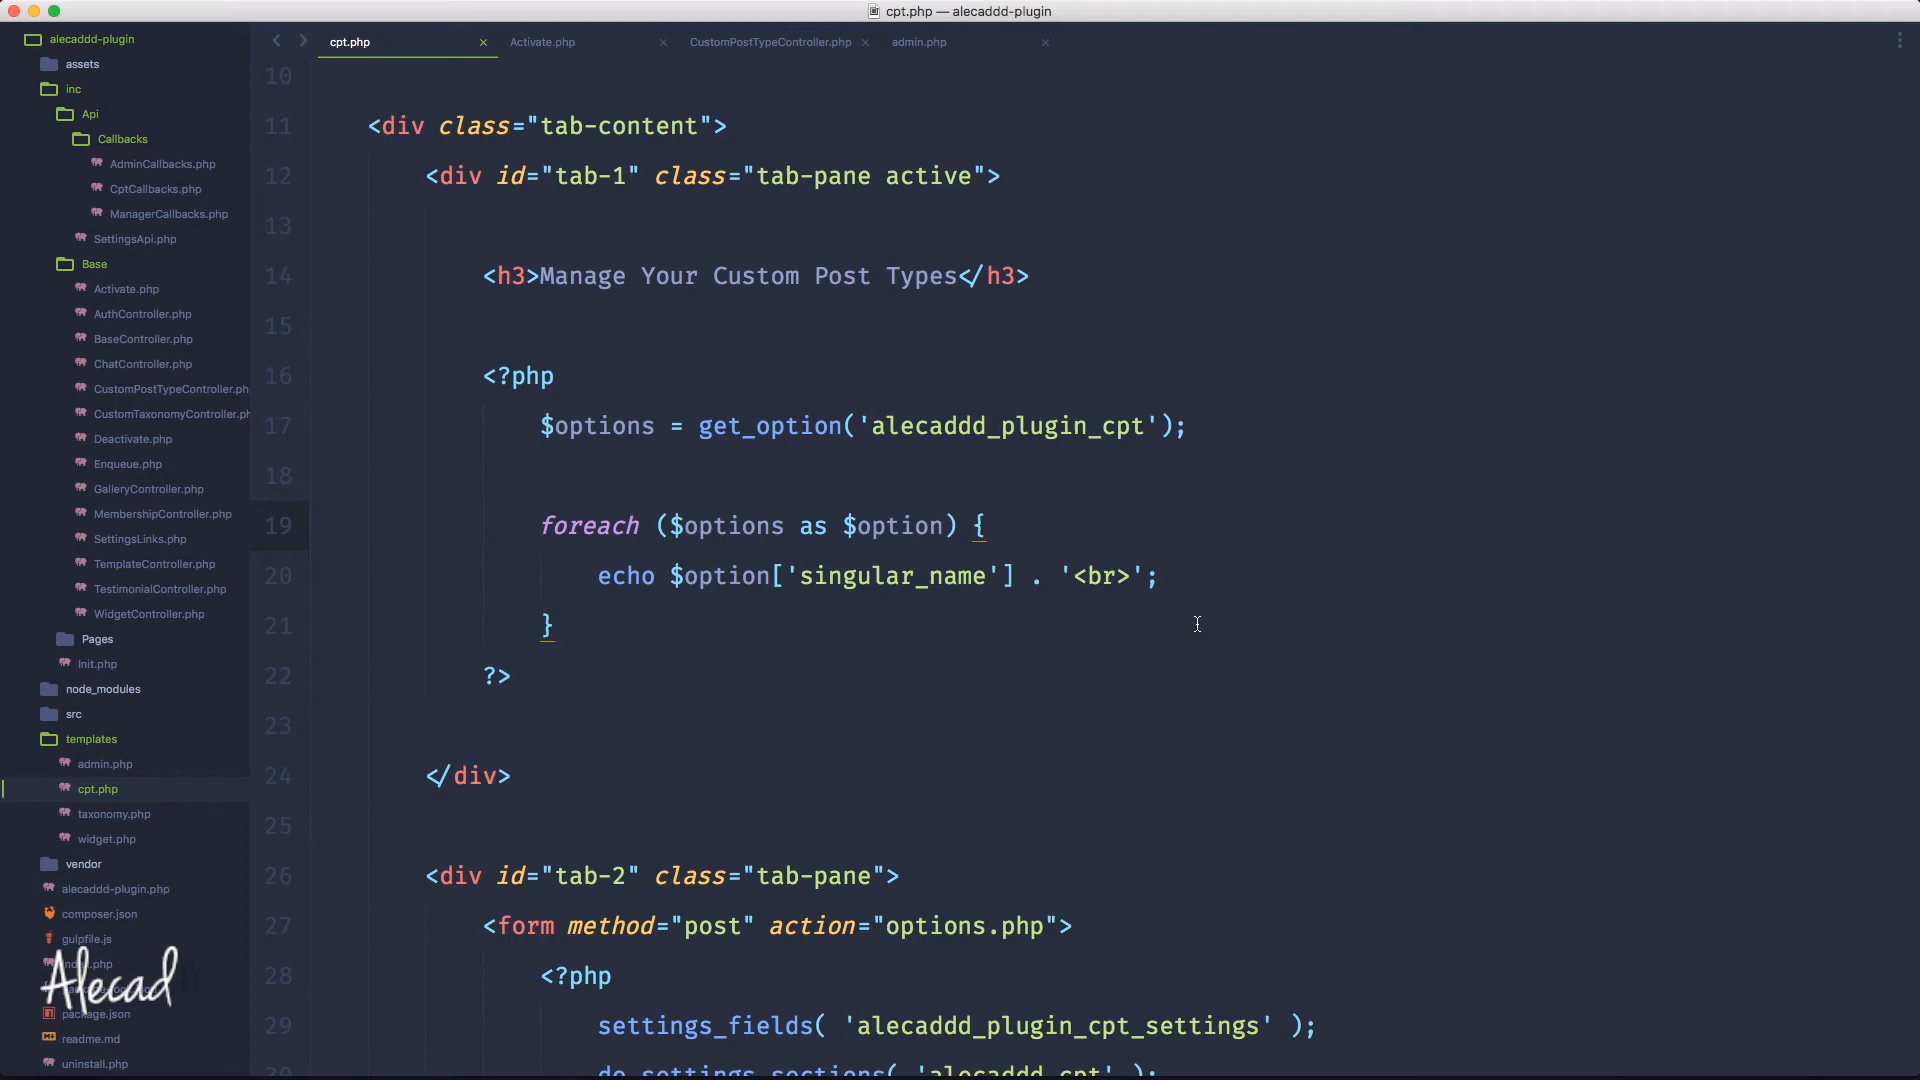 cpt.php — alecaddd-plugin
alecaddd-plugin
assets
inc
Api
Callbacks
AdminCallbacks.php
CptCallbacks.php
ManagerCallbacks.php
SettingsApi.php
Base
Activate.php
AuthController.php
BaseController.php
ChatController.php
CustomPostTypeController.ph
CustomTaxonomyController.ph
Deactivate.php
Enqueue.php
GalleryController.php
MembershipController.php
SettingsLinks.php
TemplateController.php
TestimonialController.php
WidgetController.php
Pages
Init.php
node_modules
src
templates
admin.php
cpt.php
taxonomy.php
widget.php
vendor
alecaddd-plugin.php
composer.json
gulpfile.js
Alecad
package.json
readme.md
uninstall.php
cpt.php Activate.php CustomPostTypeController.php admin.php
10
11 <div class="tab-content">
12 <div id="tab-1" class="tab-pane active">
13
14 <h3>Manage Your Custom Post Types</h3>
15
16 <?php
17 $options = get_option('alecaddd_plugin_cpt');
18
19 foreach ($options as $option) {
20 echo $option['singular_name'] . '<br>';
21 }
22 ?>
23
24 </div>
25
26 <div id="tab-2" class="tab-pane">
27 <form method="post" action="options.php">
28 <?php
29 settings_fields( 'alecaddd_plugin_cpt_settings' );
30 do_settings_sections( 'alecaddd_cpt' );